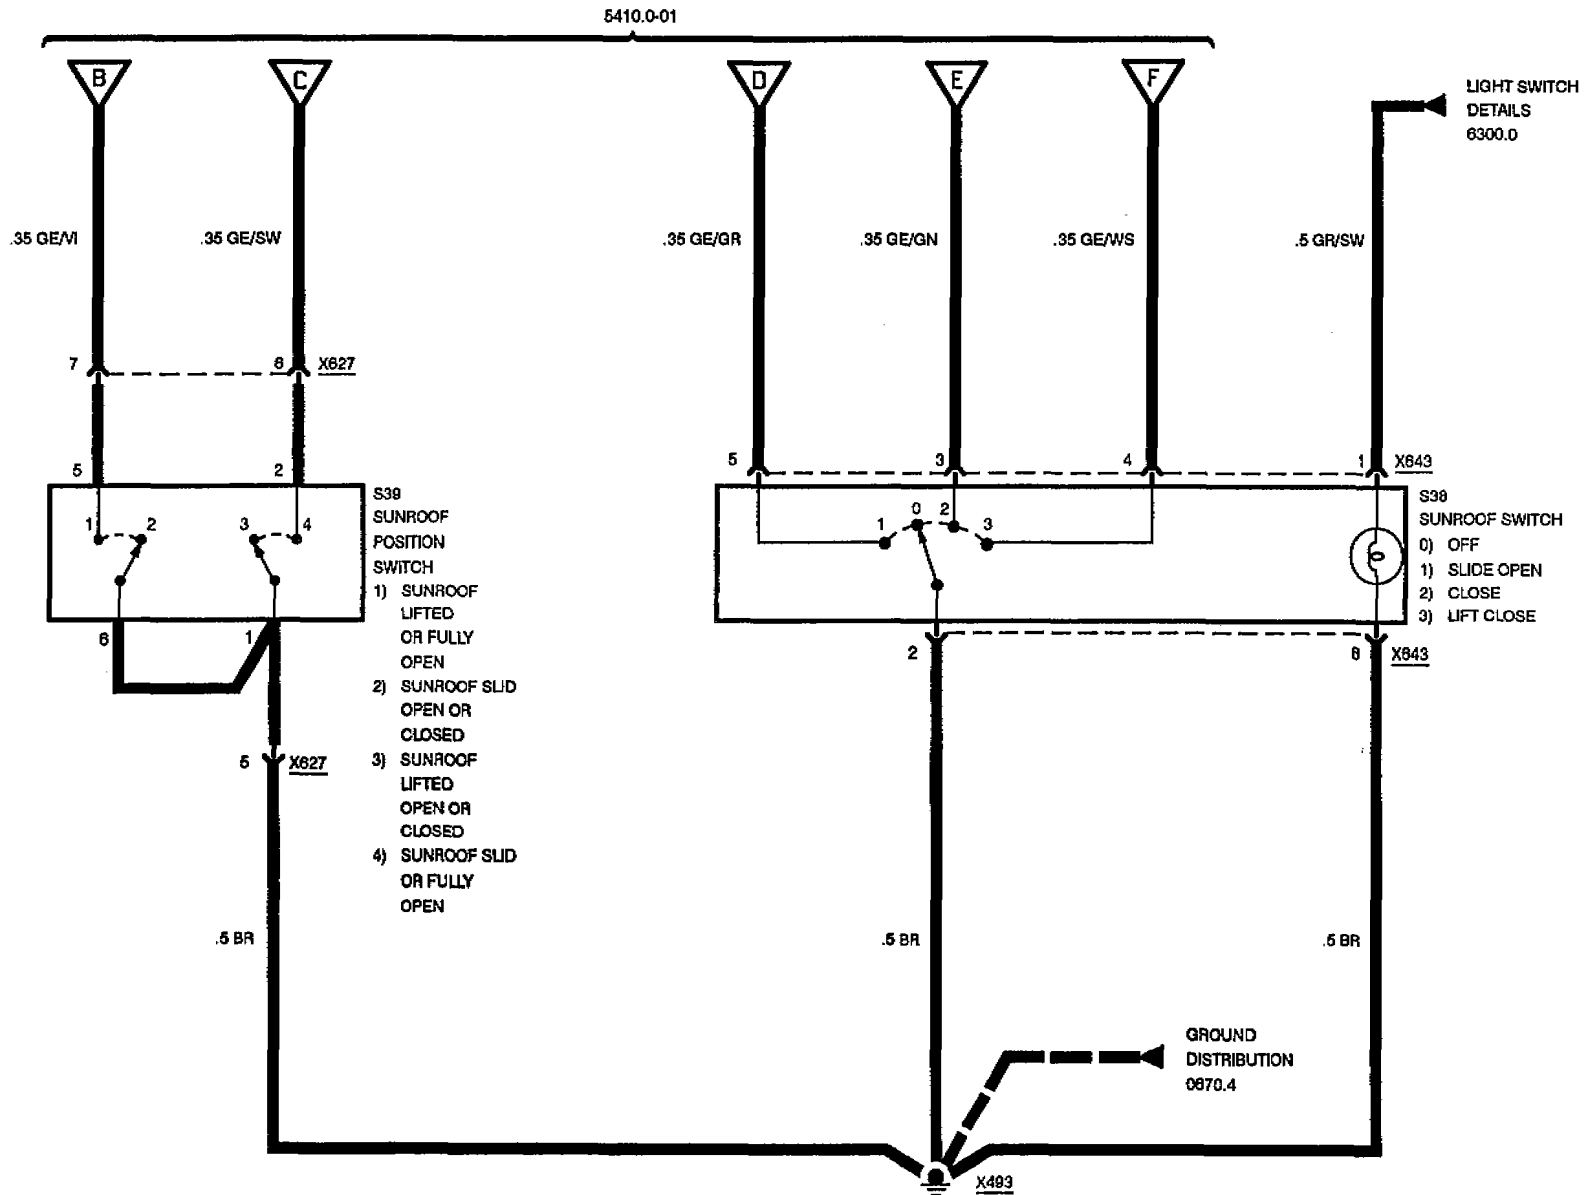 5410.0-01
B
C
D
E
F
LIGHT SWITCH
DETAILS
6300.0
.35 GE/VI
.35 GE/SW
.35 GE/GR
.35 GE/GN
.35 GE/WS
.5 GR/SW
7
6
X627
5
2
5
3
4
1
X643
1
2
3
4
S39
SUNROOF
POSITION
SWITCH
1) SUNROOF
LIFTED
OR FULLY
OPEN
2) SUNROOF SLID
OPEN OR
CLOSED
3) SUNROOF
LIFTED
OPEN OR
CLOSED
4) SUNROOF SLID
OR FULLY
OPEN
1
0
2
3
S38
SUNROOF SWITCH
0) OFF
1) SLIDE OPEN
2) CLOSE
3) LIFT CLOSE
6
1
2
6
X643
5
X627
.5 BR
.5 BR
.5 BR
GROUND
DISTRIBUTION
0670.4
X493